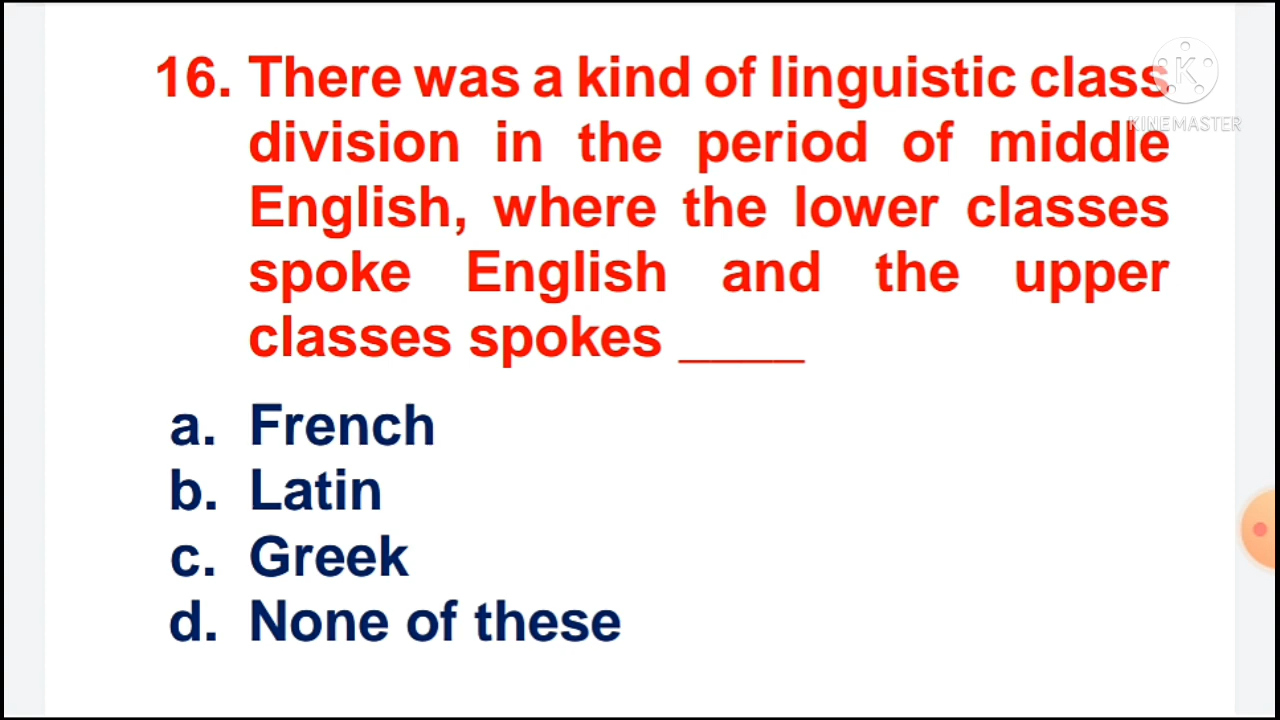 16. There was a kind of linguistic class
division in the period of middle
English, where the lower classes
spoke English and the upper
classes spokes ____
a. French
b. Latin
c. Greek
d. None of these
K
KINEMASTER